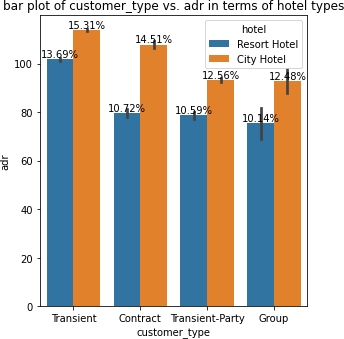 bar plot of customer_type vs. adr in terms of hotel types
hotel
Resort Hotel
City Hotel
13.69%
15.31%
10.72%
14.51%
10.59%
12.56%
10.14%
12.48%
100
80
60
40
20
0
adr
Transient
Contract
Transient-Party
Group
customer_type